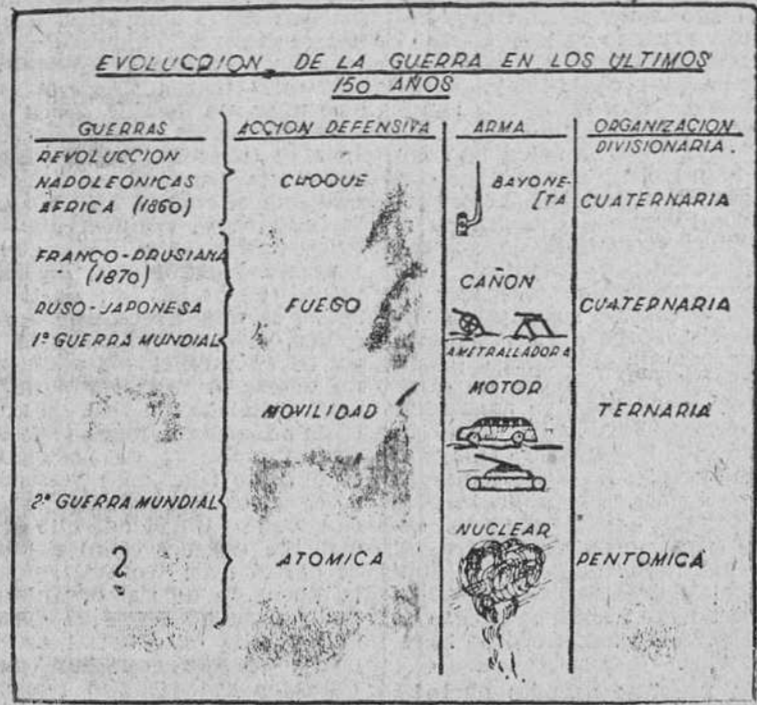 EVOLUCCION DE LA GUERRA EN LOS ULTIMOS
150 AÑOS
GUERRAS
ACCION DEFENSIVA
ARMA
ORGANIZACION
DIVISIONARIA.
REVOLUCCION
NAPOLEONICAS
AFRICA (1860)
CHOQUE
BAYONE-
[TA
CUATERNARIA
FRANCO-PRUSIANA
(1870)
RUSO-JAPONESA
1ª GUERRA MUNDIAL
FUEGO
CAÑON
AMETRALLADORA
CUATERNARIA
MOVILIDAD
MOTOR
TERNARIA
2ª GUERRA MUNDIAL
?
ATOMICA
NUCLEAR
PENTOMICA